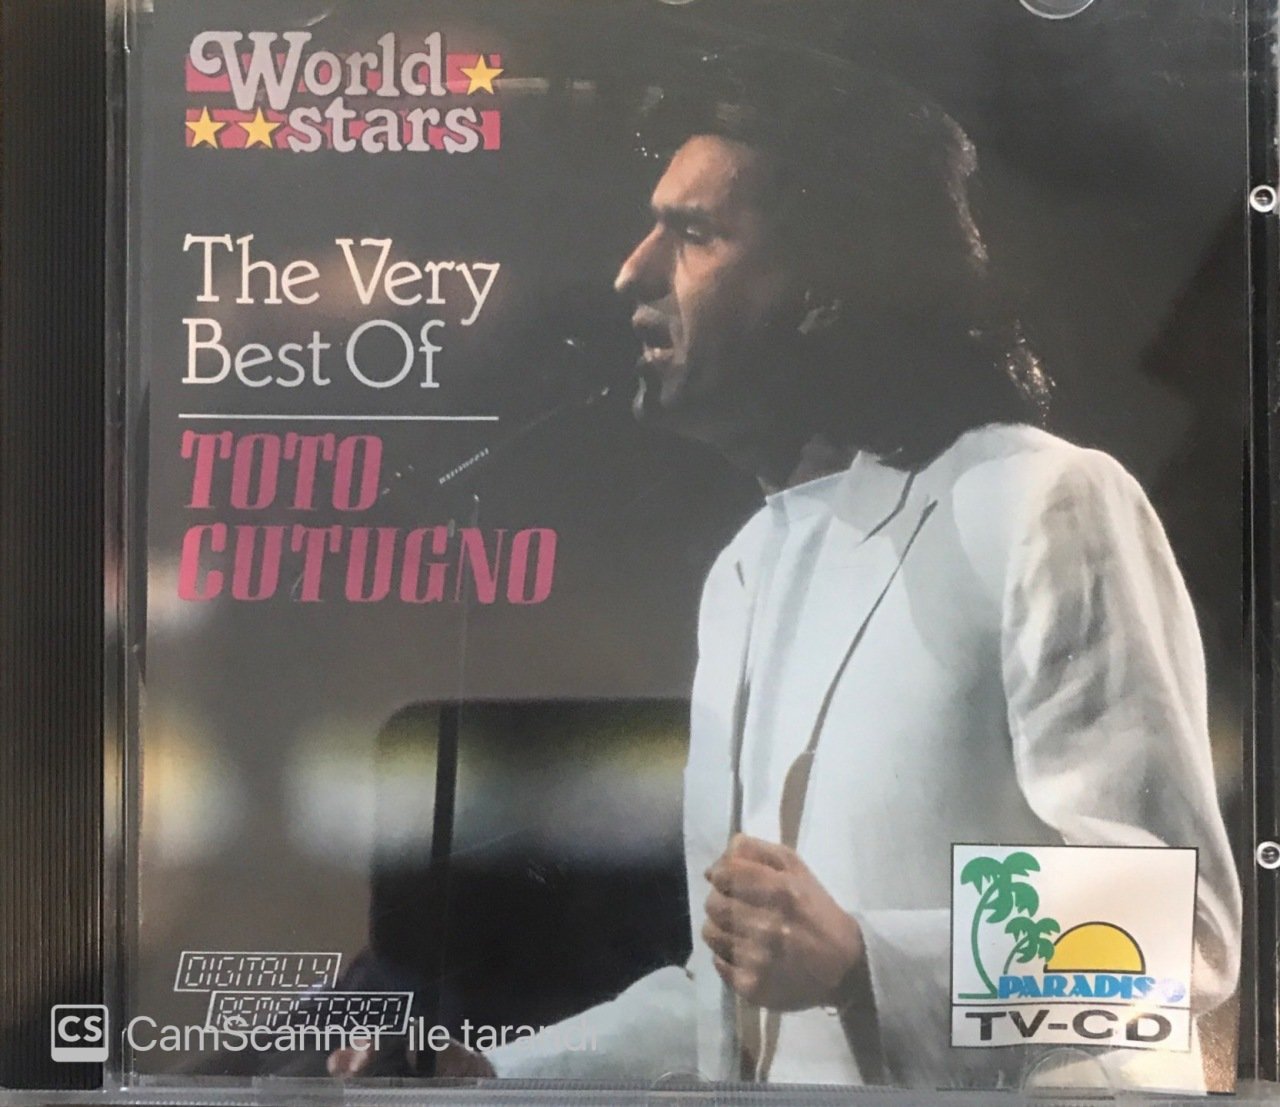 World
stars
The Very
Best Of
TOTO
CUTUGNO
DIGITALLY
REMASTERED
CS CamScanner ile tarandı
PARADISO
TV-CD